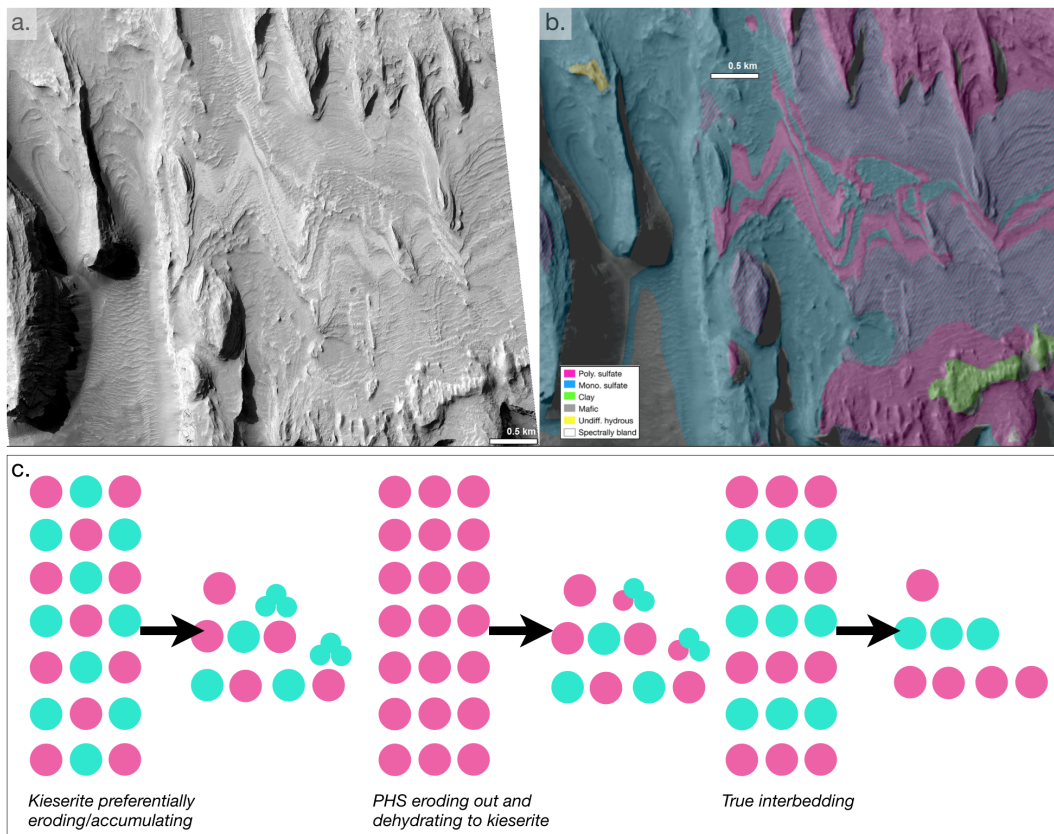 a.
b.
0.5 km
0.5 km
Poly. sulfate
Mono. sulfate
Clay
Mafic
Undiff. hydrous
Spectrally bland
c.
Kieserite preferentially
eroding/accumulating
PHS eroding out and
dehydrating to kieserite
True interbedding